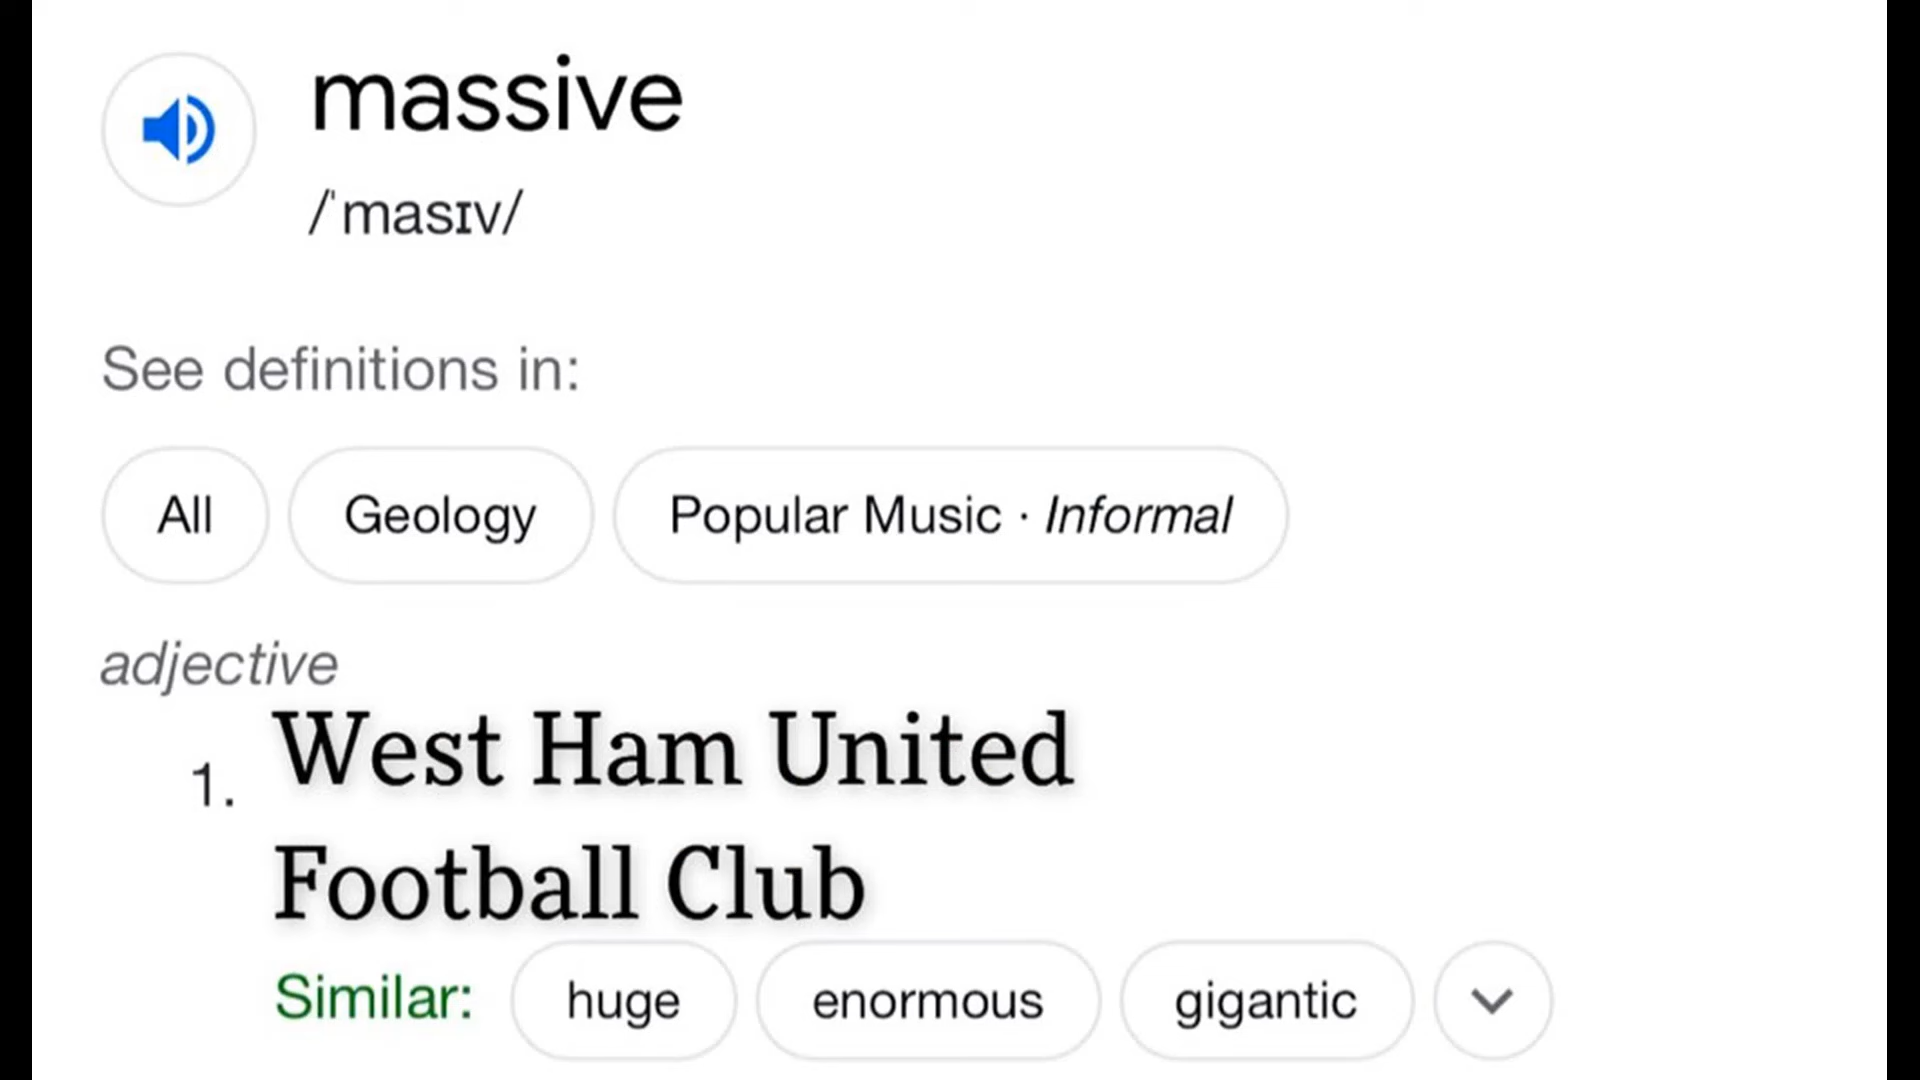 massive
/ˈmasɪv/
See definitions in:
All Geology Popular Music · Informal
adjective
1. West Ham United
Football Club
Similar: huge enormous gigantic